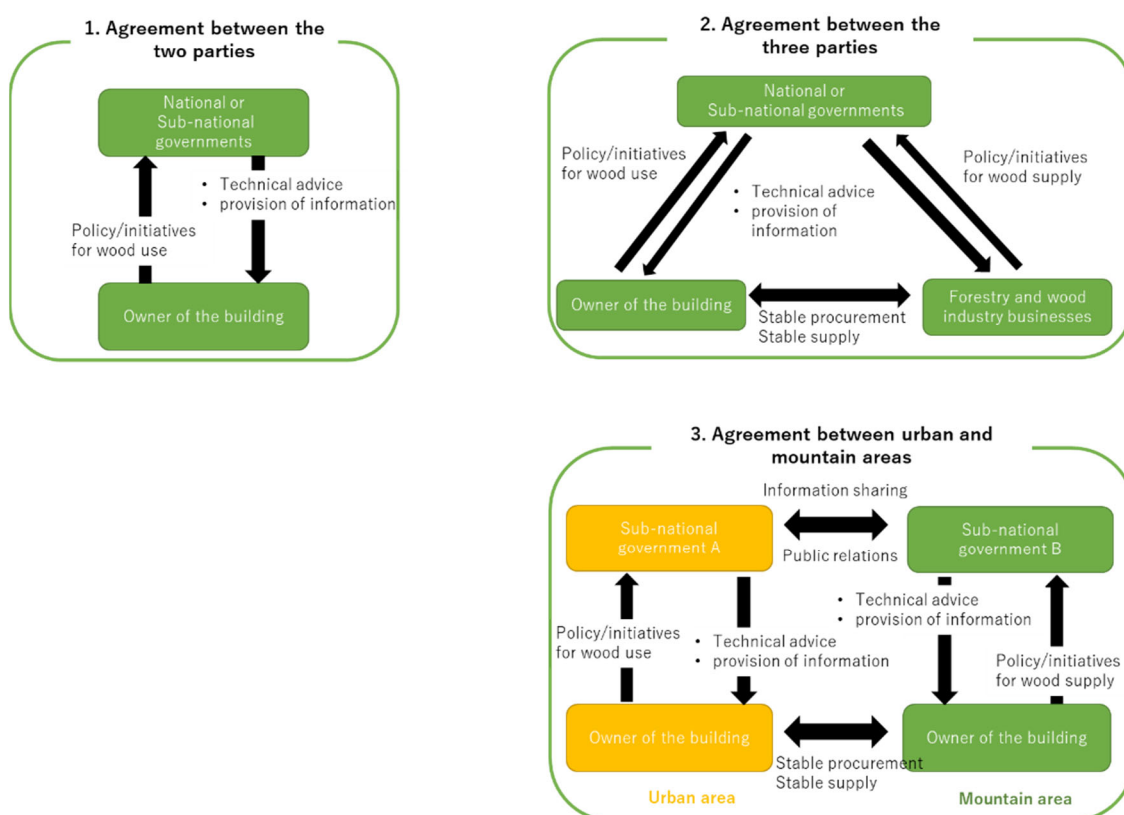 1. Agreement between the
two parties
National or
Sub-national
governments
• Technical advice
• provision of information
Policy/initiatives
for wood use
Owner of the building
2. Agreement between the
three parties
National or
Sub-national governments
Policy/initiatives
for wood use
• Technical advice
• provision of
information
Policy/initiatives
for wood supply
Owner of the building
Stable procurement
Stable supply
Forestry and wood
industry businesses
3. Agreement between urban and
mountain areas
Information sharing
Sub-national
government A
Public relations
Sub-national
government B
Policy/initiatives
for wood use
• Technical advice
• provision of information
• Technical advice
• provision of information
Policy/initiatives
for wood supply
Owner of the building
Stable procurement
Stable supply
Owner of the building
Urban area
Mountain area